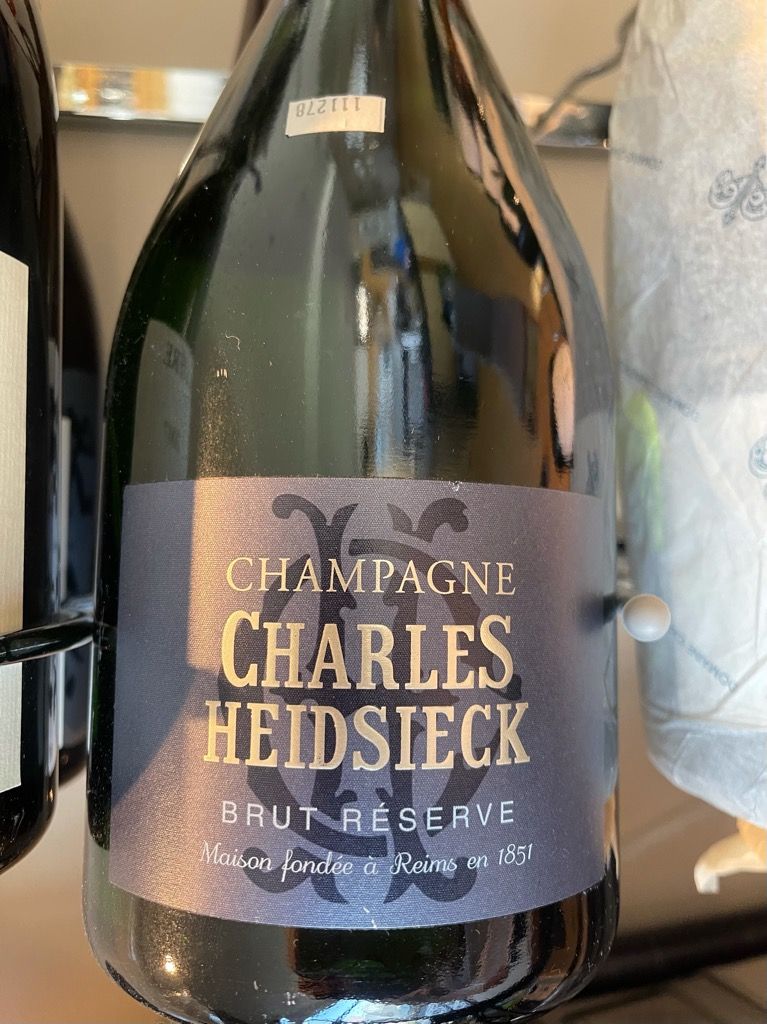 111278
CHAMPAGNE
CHARLES
HEIDSIECK
BRUT RÉSERVE
Maison fondée à Reims en 1851